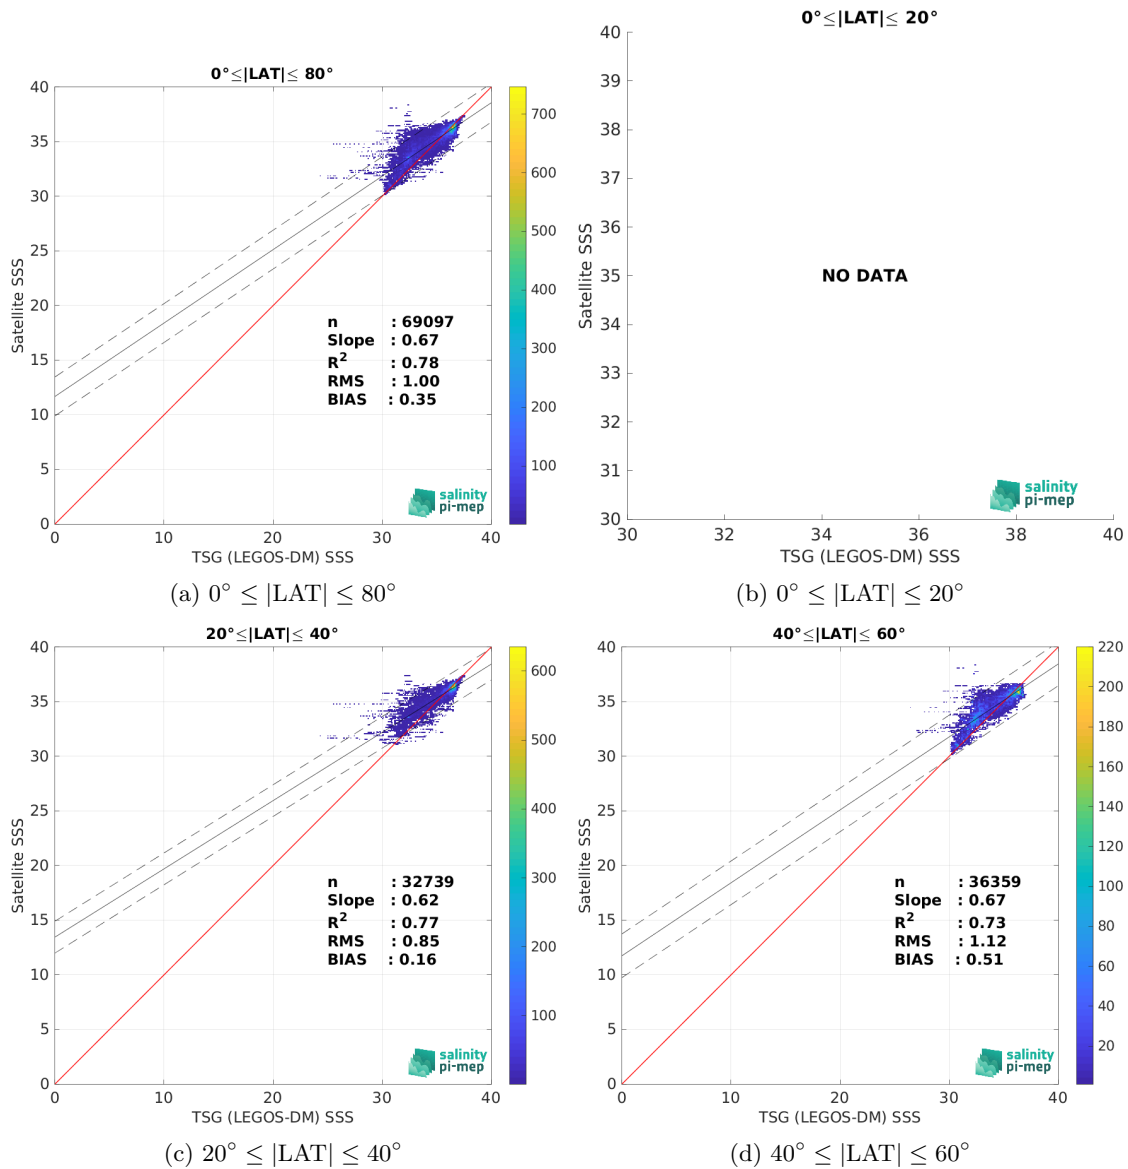 0°≤|LAT|≤ 80°
40
35
30
25
20
15
10
5
0
Satellite SSS
n : 69097
Slope : 0.67
R² : 0.78
RMS : 1.00
BIAS : 0.35
salinity
pi-mep
0 10 20 30 40
TSG (LEGOS-DM) SSS
700
600
500
400
300
200
100
(a) 0° ≤ |LAT| ≤ 80°
0°≤|LAT|≤ 20°
40
39
38
37
36
35
34
33
32
31
30
Satellite SSS
NO DATA
salinity
pi-mep
30 32 34 36 38 40
TSG (LEGOS-DM) SSS
(b) 0° ≤ |LAT| ≤ 20°
20°≤|LAT|≤ 40°
40
35
30
25
20
15
10
5
0
Satellite SSS
n : 32739
Slope : 0.62
R² : 0.77
RMS : 0.85
BIAS : 0.16
salinity
pi-mep
0 10 20 30 40
TSG (LEGOS-DM) SSS
600
500
400
300
200
100
(c) 20° ≤ |LAT| ≤ 40°
40°≤|LAT|≤ 60°
40
35
30
25
20
15
10
5
0
Satellite SSS
n : 36359
Slope : 0.67
R² : 0.73
RMS : 1.12
BIAS : 0.51
salinity
pi-mep
0 10 20 30 40
TSG (LEGOS-DM) SSS
220
200
180
160
140
120
100
80
60
40
20
(d) 40° ≤ |LAT| ≤ 60°